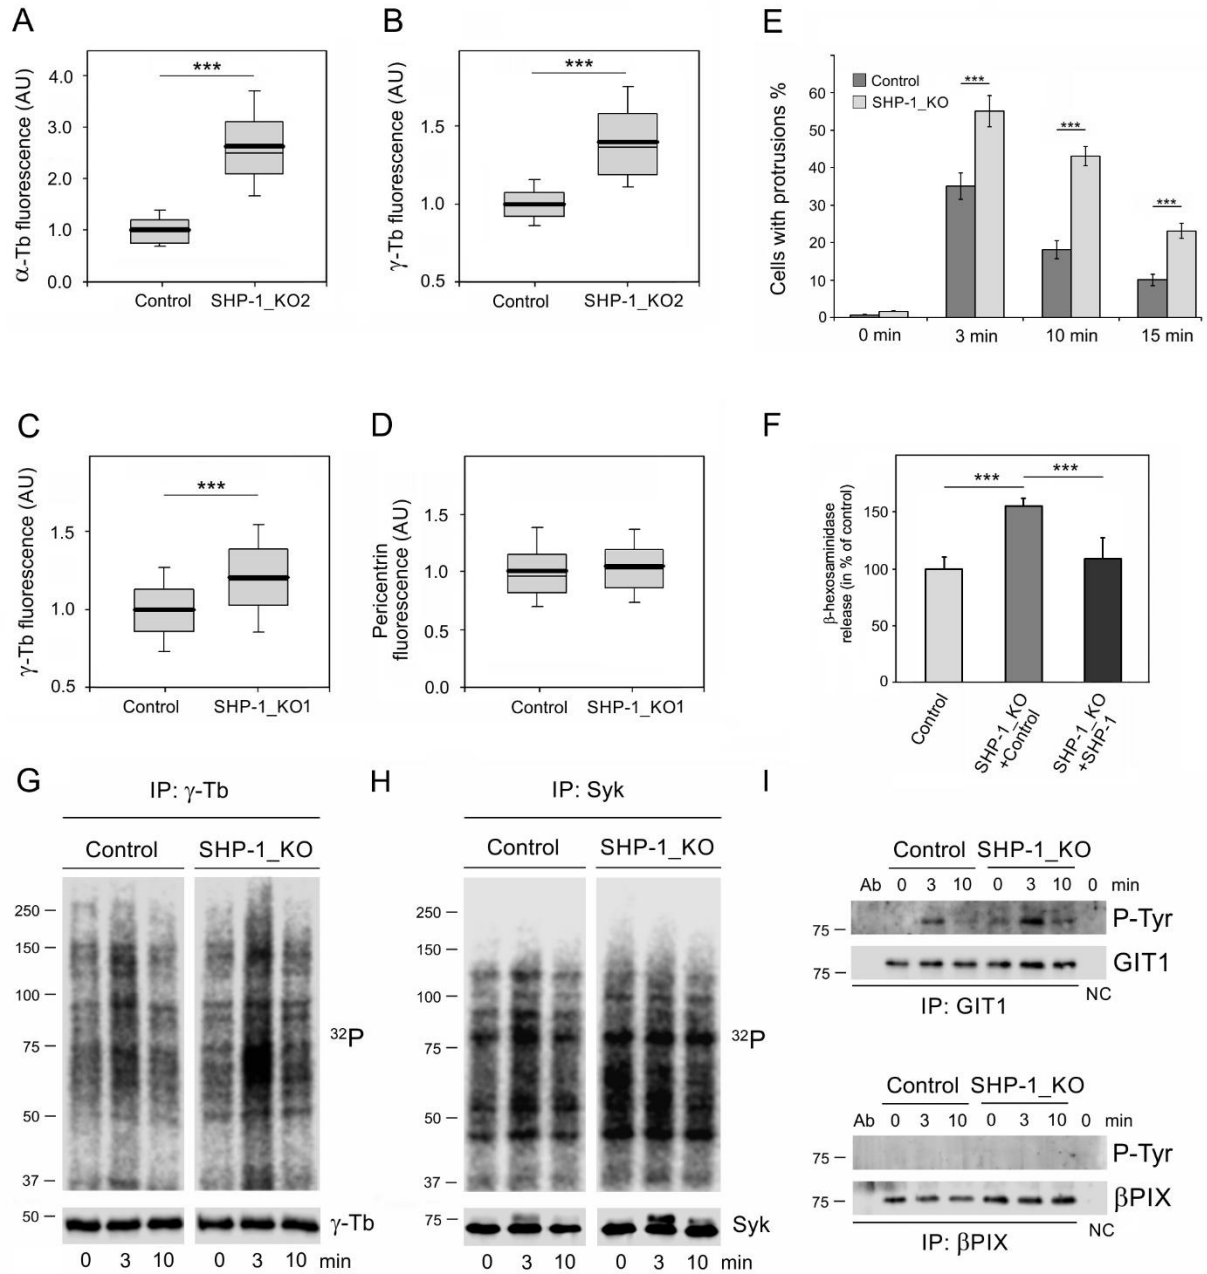 A
α-Tb fluorescence (AU)
4.0
3.0
2.0
1.0
0.0
***
Control SHP-1_KO2
B
γ-Tb fluorescence (AU)
1.5
1.0
0.5
***
Control SHP-1_KO2
E
Cells with protrusions %
60
50
40
30
20
10
0
Control
SHP-1_KO
***
***
***
0 min 3 min 10 min 15 min
C
γ-Tb fluorescence (AU)
1.5
1.0
0.5
***
Control SHP-1_KO1
D
Pericentrin
fluorescence (AU)
1.5
1.0
0.5
0.0
Control SHP-1_KO1
F
β-hexosaminidase
release (in % of control)
150
100
50
0
*** ***
Control
SHP-1_KO
+Control
SHP-1_KO
+SHP-1
G
IP: γ-Tb
Control SHP-1_KO
250
150
100
75
50
37
32P
50
γ-Tb
0 3 10 0 3 10 min
H
IP: Syk
Control SHP-1_KO
250
150
100
75
50
37
32P
75
Syk
0 3 10 0 3 10 min
I
Control SHP-1_KO
Ab 0 3 10 0 3 10 0 min
75
P-Tyr
75
GIT1
IP: GIT1
NC
Control SHP-1_KO
Ab 0 3 10 0 3 10 0 min
75
P-Tyr
75
βPIX
IP: βPIX
NC